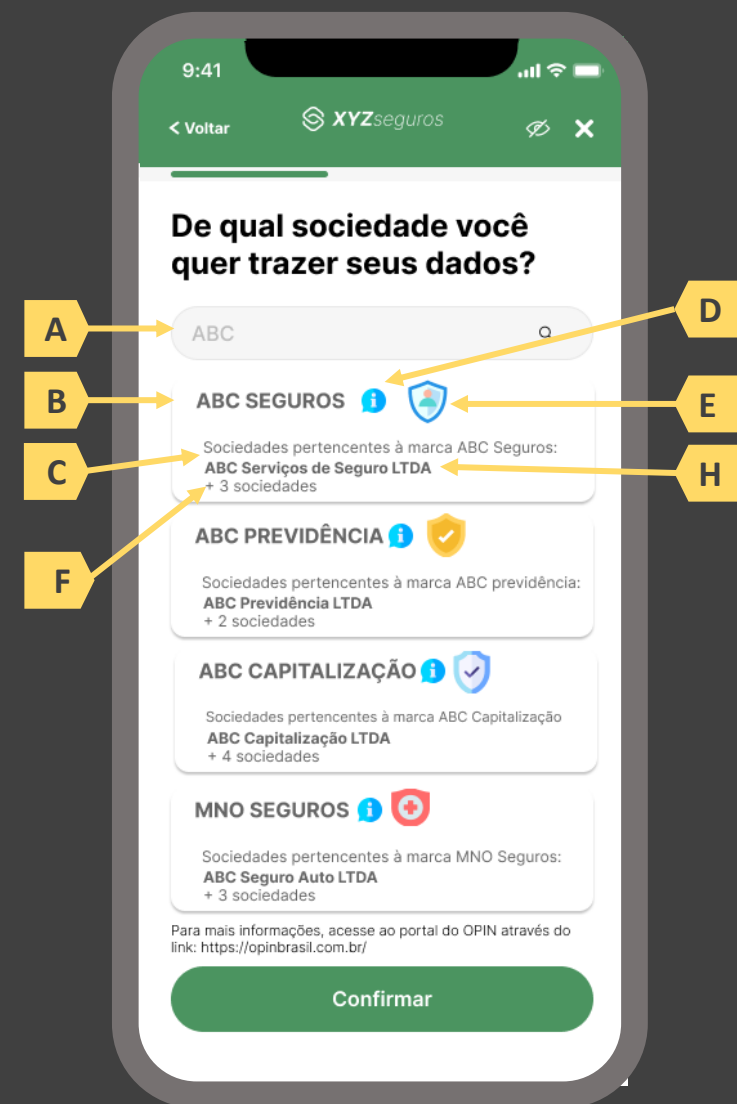 9:41
< Voltar
XYZseguros
De qual sociedade você
quer trazer seus dados?
A
ABC
D
B
ABC SEGUROS
E
C
Sociedades pertencentes à marca ABC Seguros:
ABC Serviços de Seguro LTDA
H
+ 3 sociedades
F
ABC PREVIDÊNCIA
Sociedades pertencentes à marca ABC previdência:
ABC Previdência LTDA
+ 2 sociedades
ABC CAPITALIZAÇÃO
Sociedades pertencentes à marca ABC Capitalização
ABC Capitalização LTDA
+ 4 sociedades
MNO SEGUROS
Sociedades pertencentes à marca MNO Seguros:
ABC Seguro Auto LTDA
+ 3 sociedades
Para mais informações, acesse ao portal do OPIN através do
link: https://opinbrasil.com.br/
Confirmar